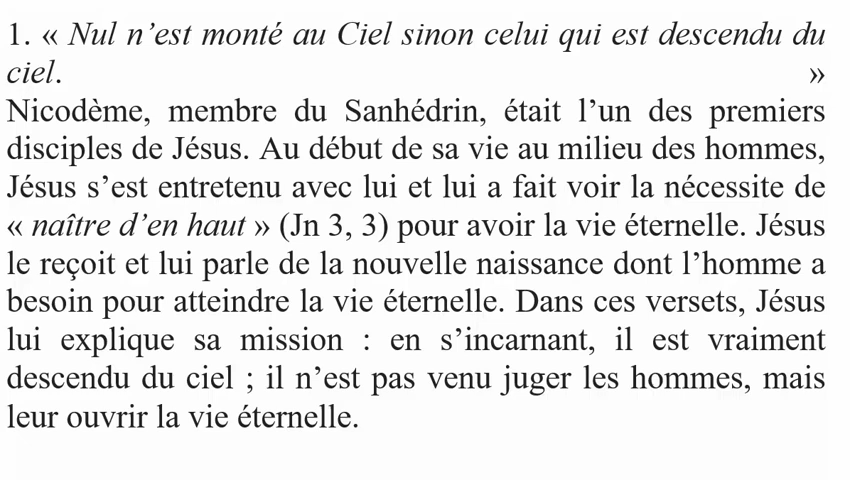 1. « Nul n’est monté au Ciel sinon celui qui est descendu du
ciel. »
Nicodème, membre du Sanhédrin, était l’un des premiers
disciples de Jésus. Au début de sa vie au milieu des hommes,
Jésus s’est entretenu avec lui et lui a fait voir la nécessite de
« naître d’en haut » (Jn 3, 3) pour avoir la vie éternelle. Jésus
le reçoit et lui parle de la nouvelle naissance dont l’homme a
besoin pour atteindre la vie éternelle. Dans ces versets, Jésus
lui explique sa mission : en s’incarnant, il est vraiment
descendu du ciel ; il n’est pas venu juger les hommes, mais
leur ouvrir la vie éternelle.